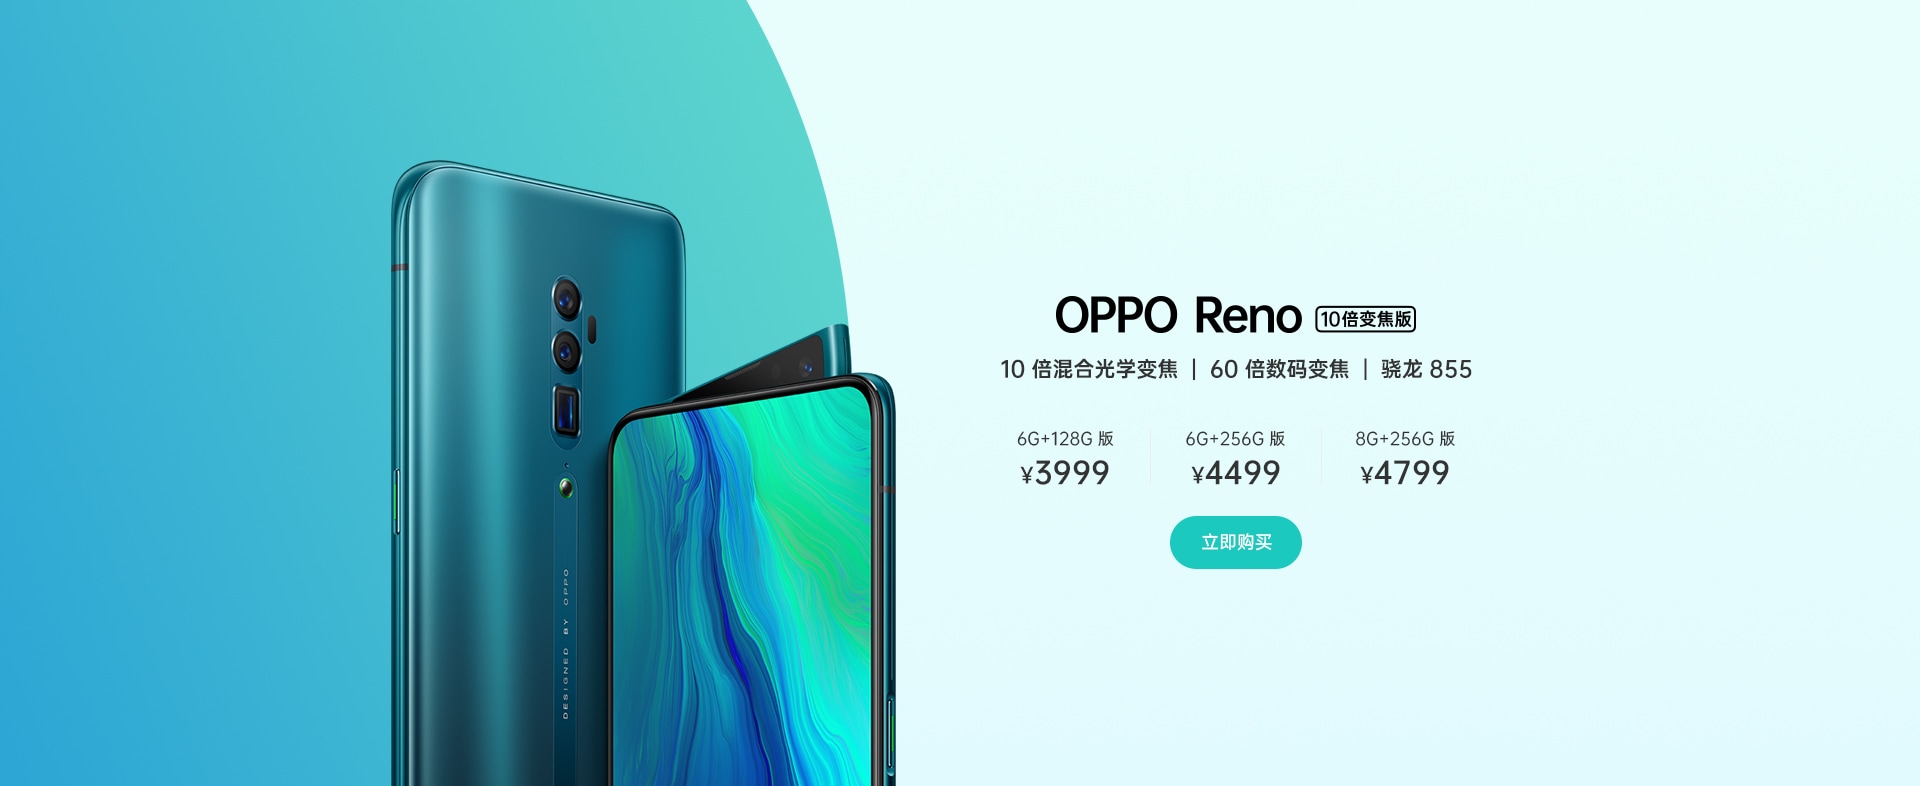 OPPO Reno 10倍变焦版
10 倍混合光学变焦 | 60 倍数码变焦 | 骁龙 855
6G+128G 版
¥3999
6G+256G 版
¥4499
8G+256G 版
¥4799
立即购买
DESIGNED BY OPPO